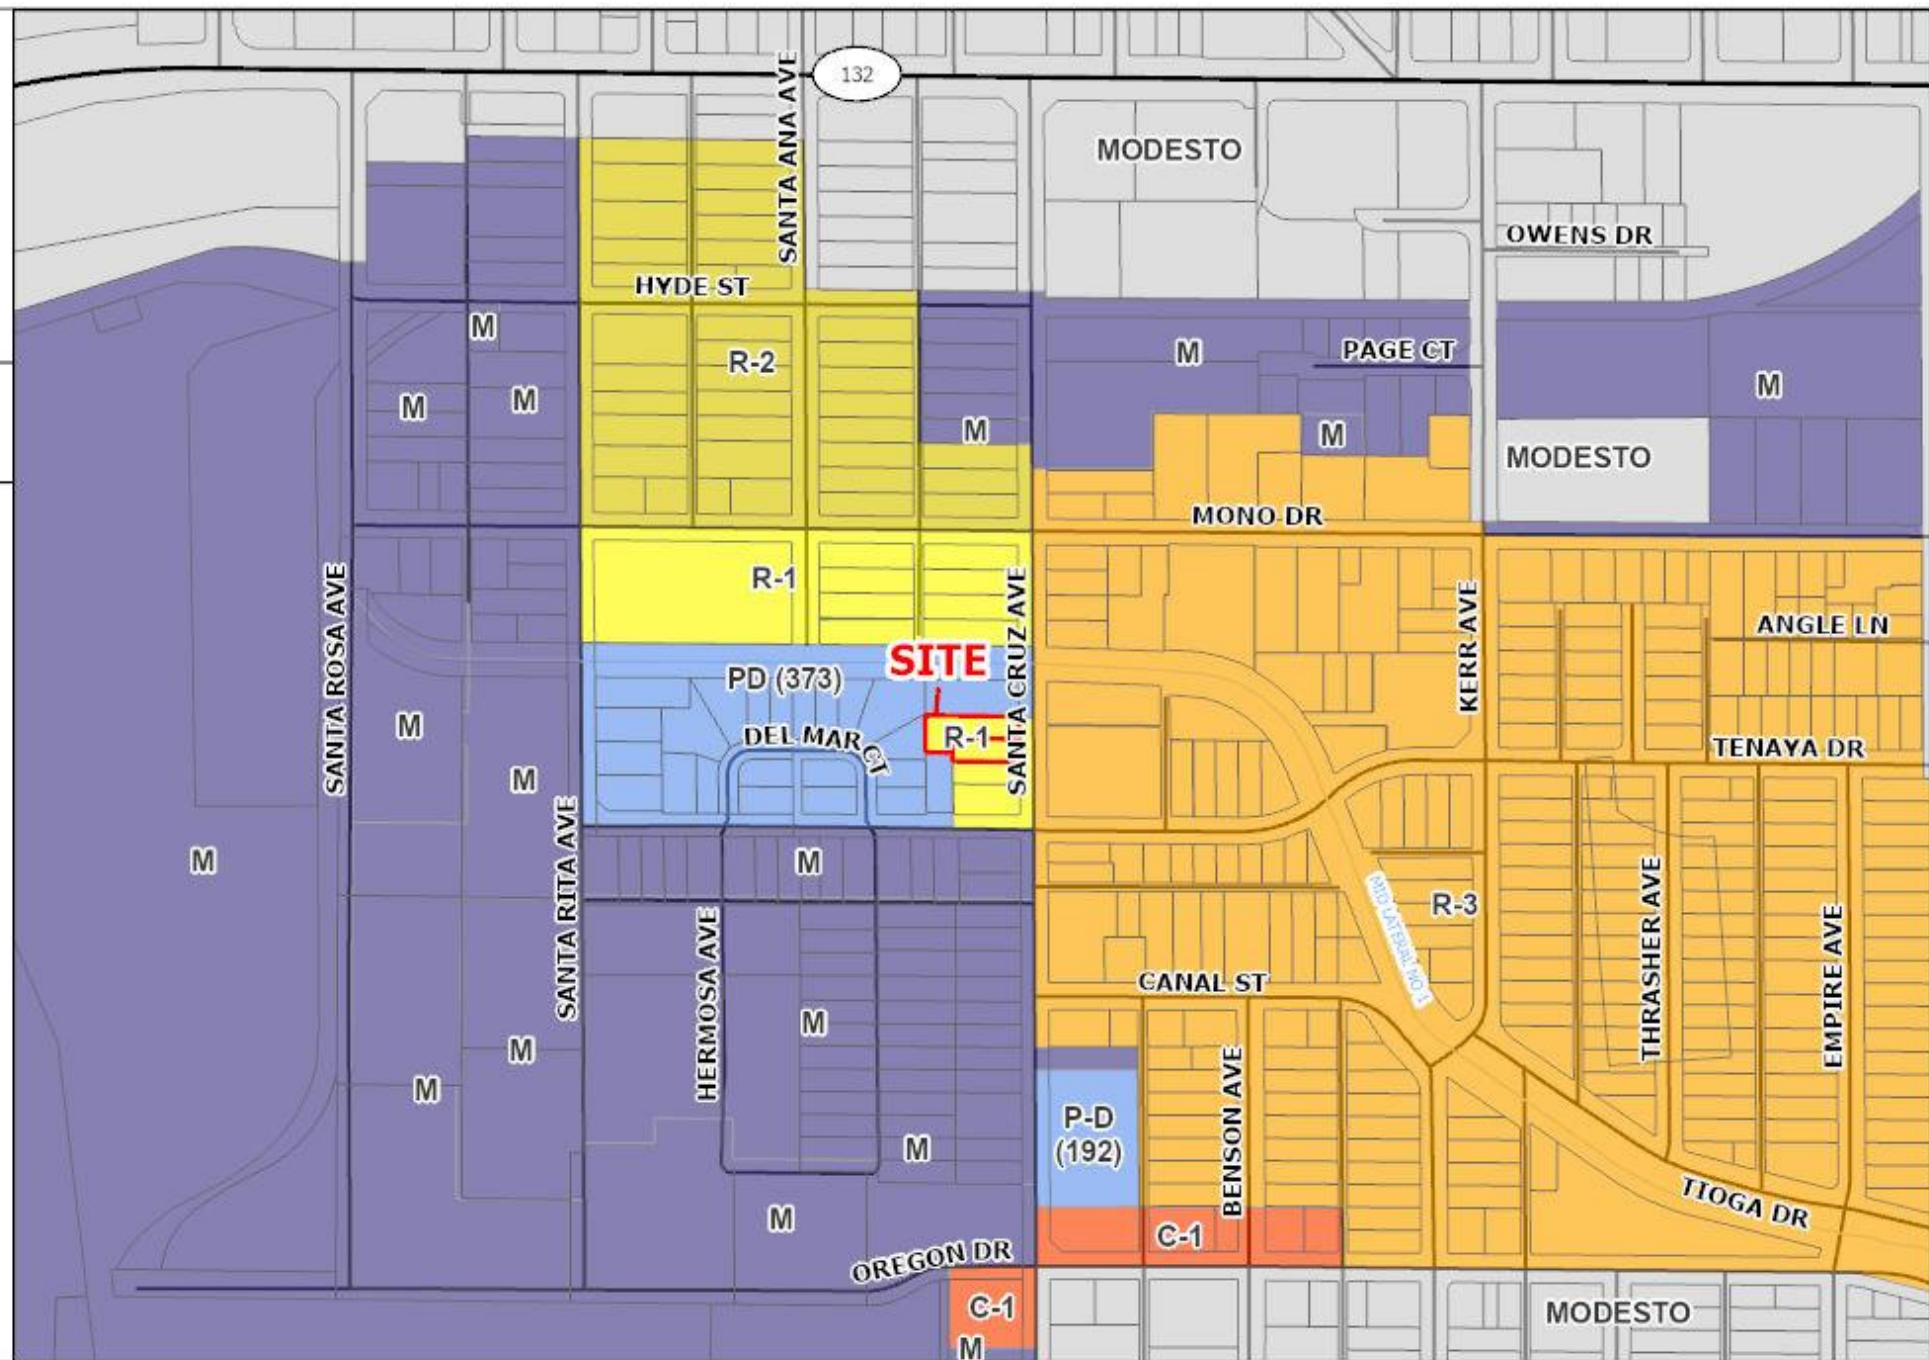 132
SANTA ANA AVE
MODESTO
OWENS DR
HYDE ST
M
R-2
M
PAGE CT
M
M
M
M
M
MODESTO
MONO DR
R-1
SANTA ROSA AVE
SANTA CRUZ AVE
KERR AVE
ANGLE LN
SITE
PD (373)
M
DEL MAR CT
R-1
TENAYA DR
M
SANTA RITA AVE
M
M
R-3
MID LATERAL NO 1
THRASHER AVE
EMPIRE AVE
HERMOSA AVE
CANAL ST
M
M
M
BENSON AVE
P-D
(192)
M
M
TIOGA DR
C-1
OREGON DR
C-1
MODESTO
M